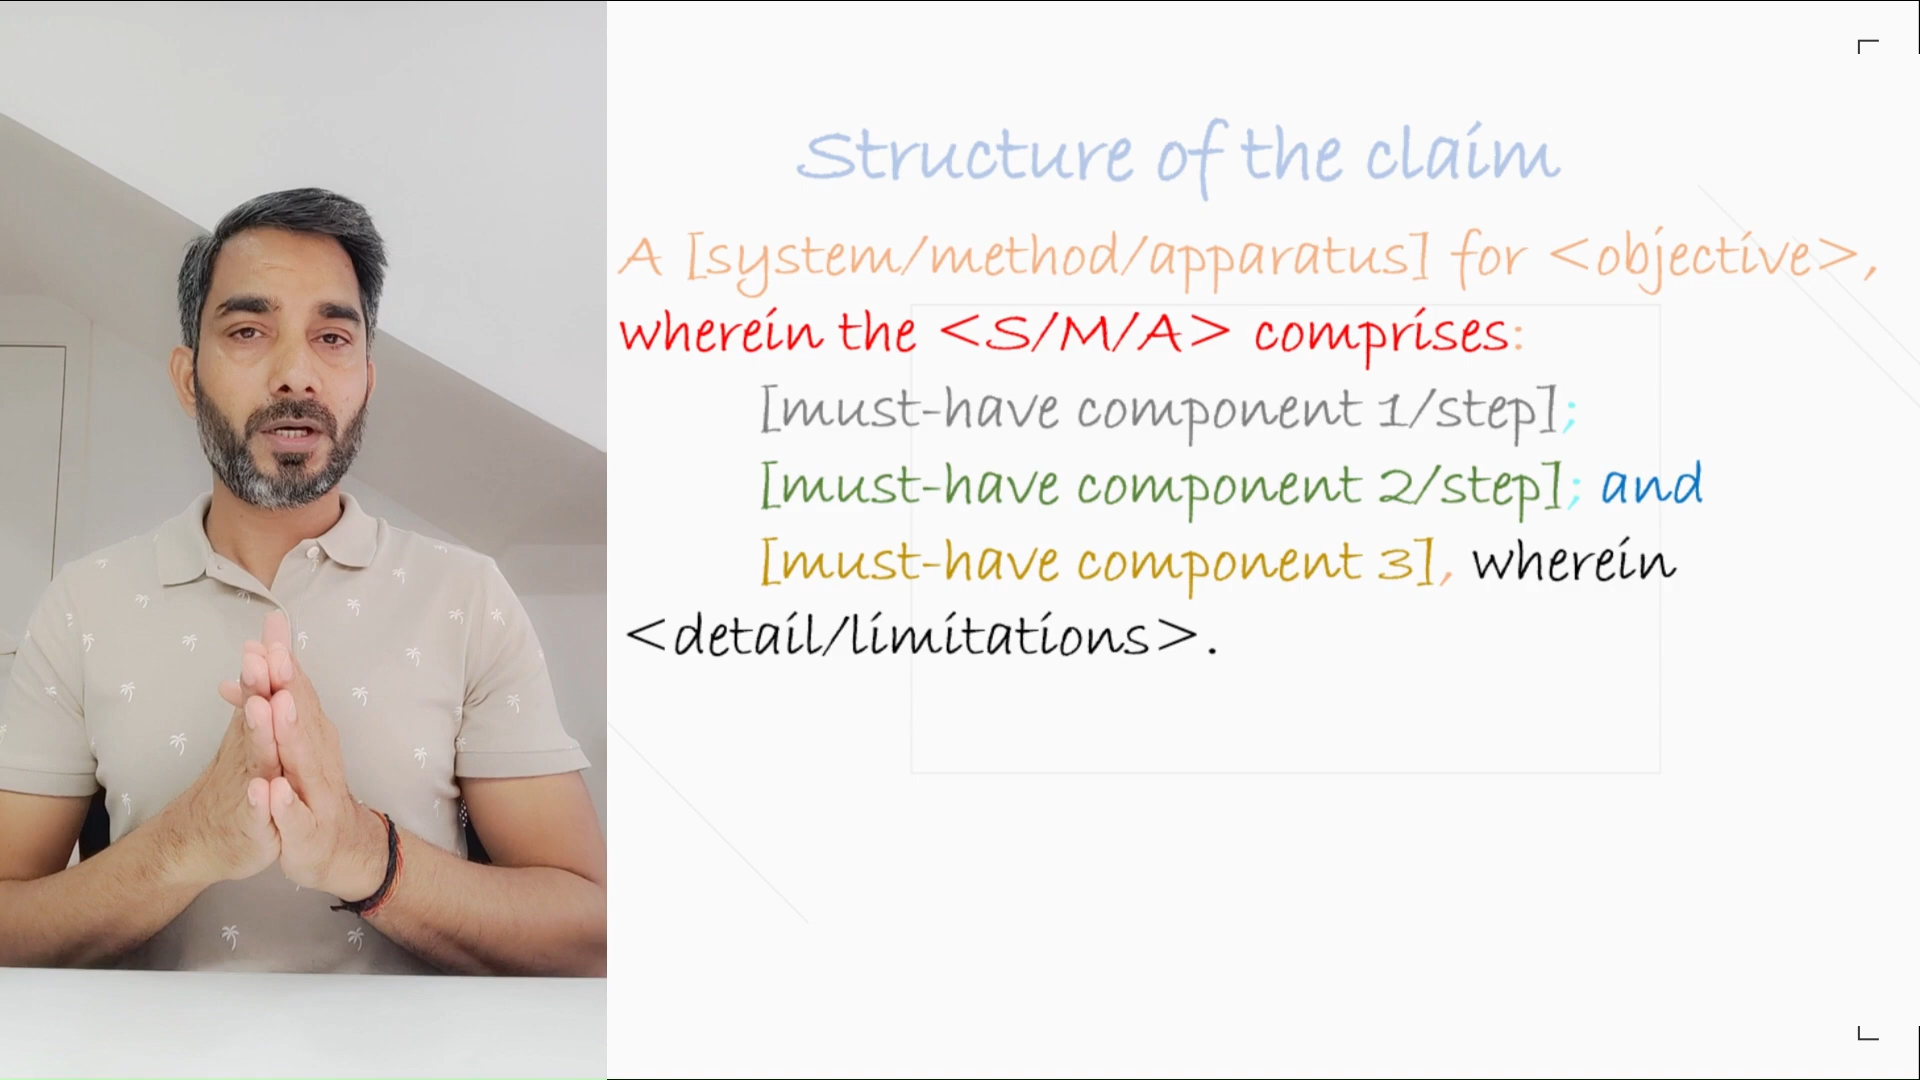 Structure of the claim
A [system/method/apparatus] for <objective>,
wherein the <S/M/A> comprises:
[must-have component 1/step];
[must-have component 2/step]; and
[must-have component 3], wherein
<detail/limitations>.